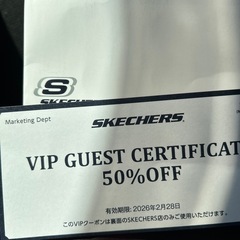 S
SKECHERS
Marketing Dept
SKECHERS
VIP GUEST CERTIFICAT
50%OFF
有効期限:2026年2月28日
このVIPクーポンは裏面のSKECHERS店のみご使用いただけます。